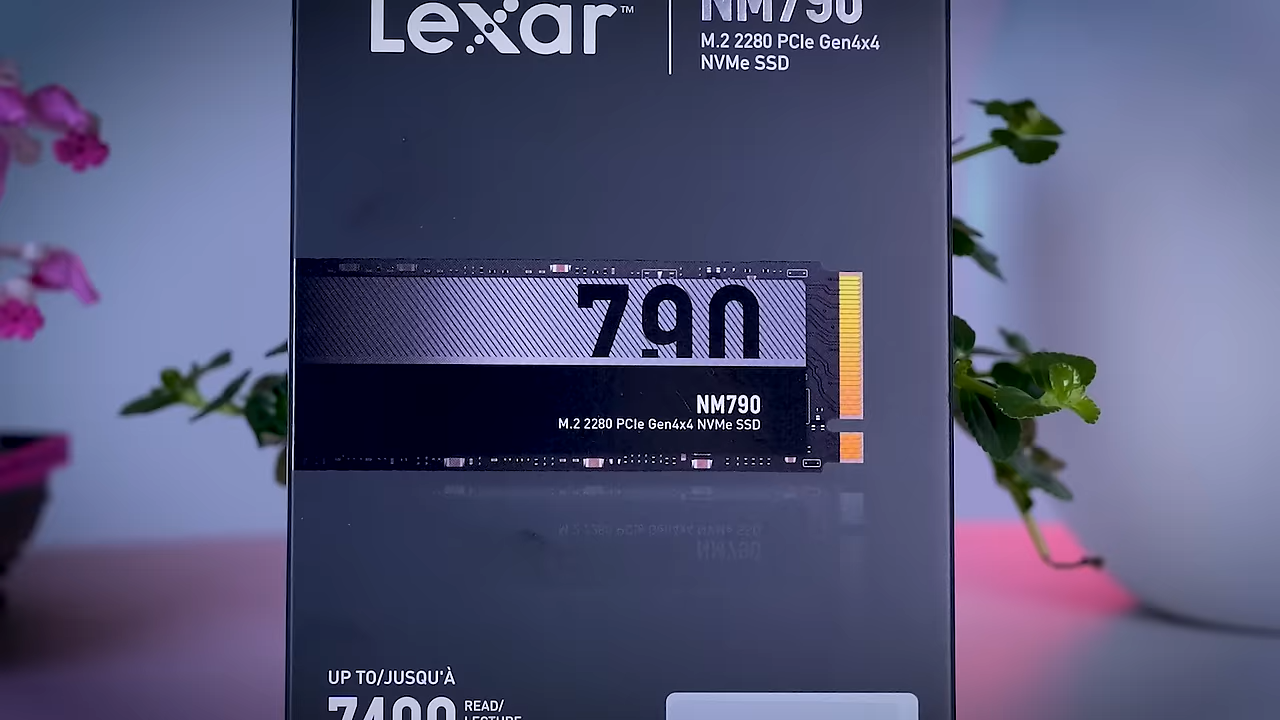 Lexar™
NM790
M.2 2280 PCIe Gen4x4
NVMe SSD
790
NM790
M.2 2280 PCIe Gen4x4 NVMe SSD
UP TO/JUSQU'À
7400 READ/
LECTURE